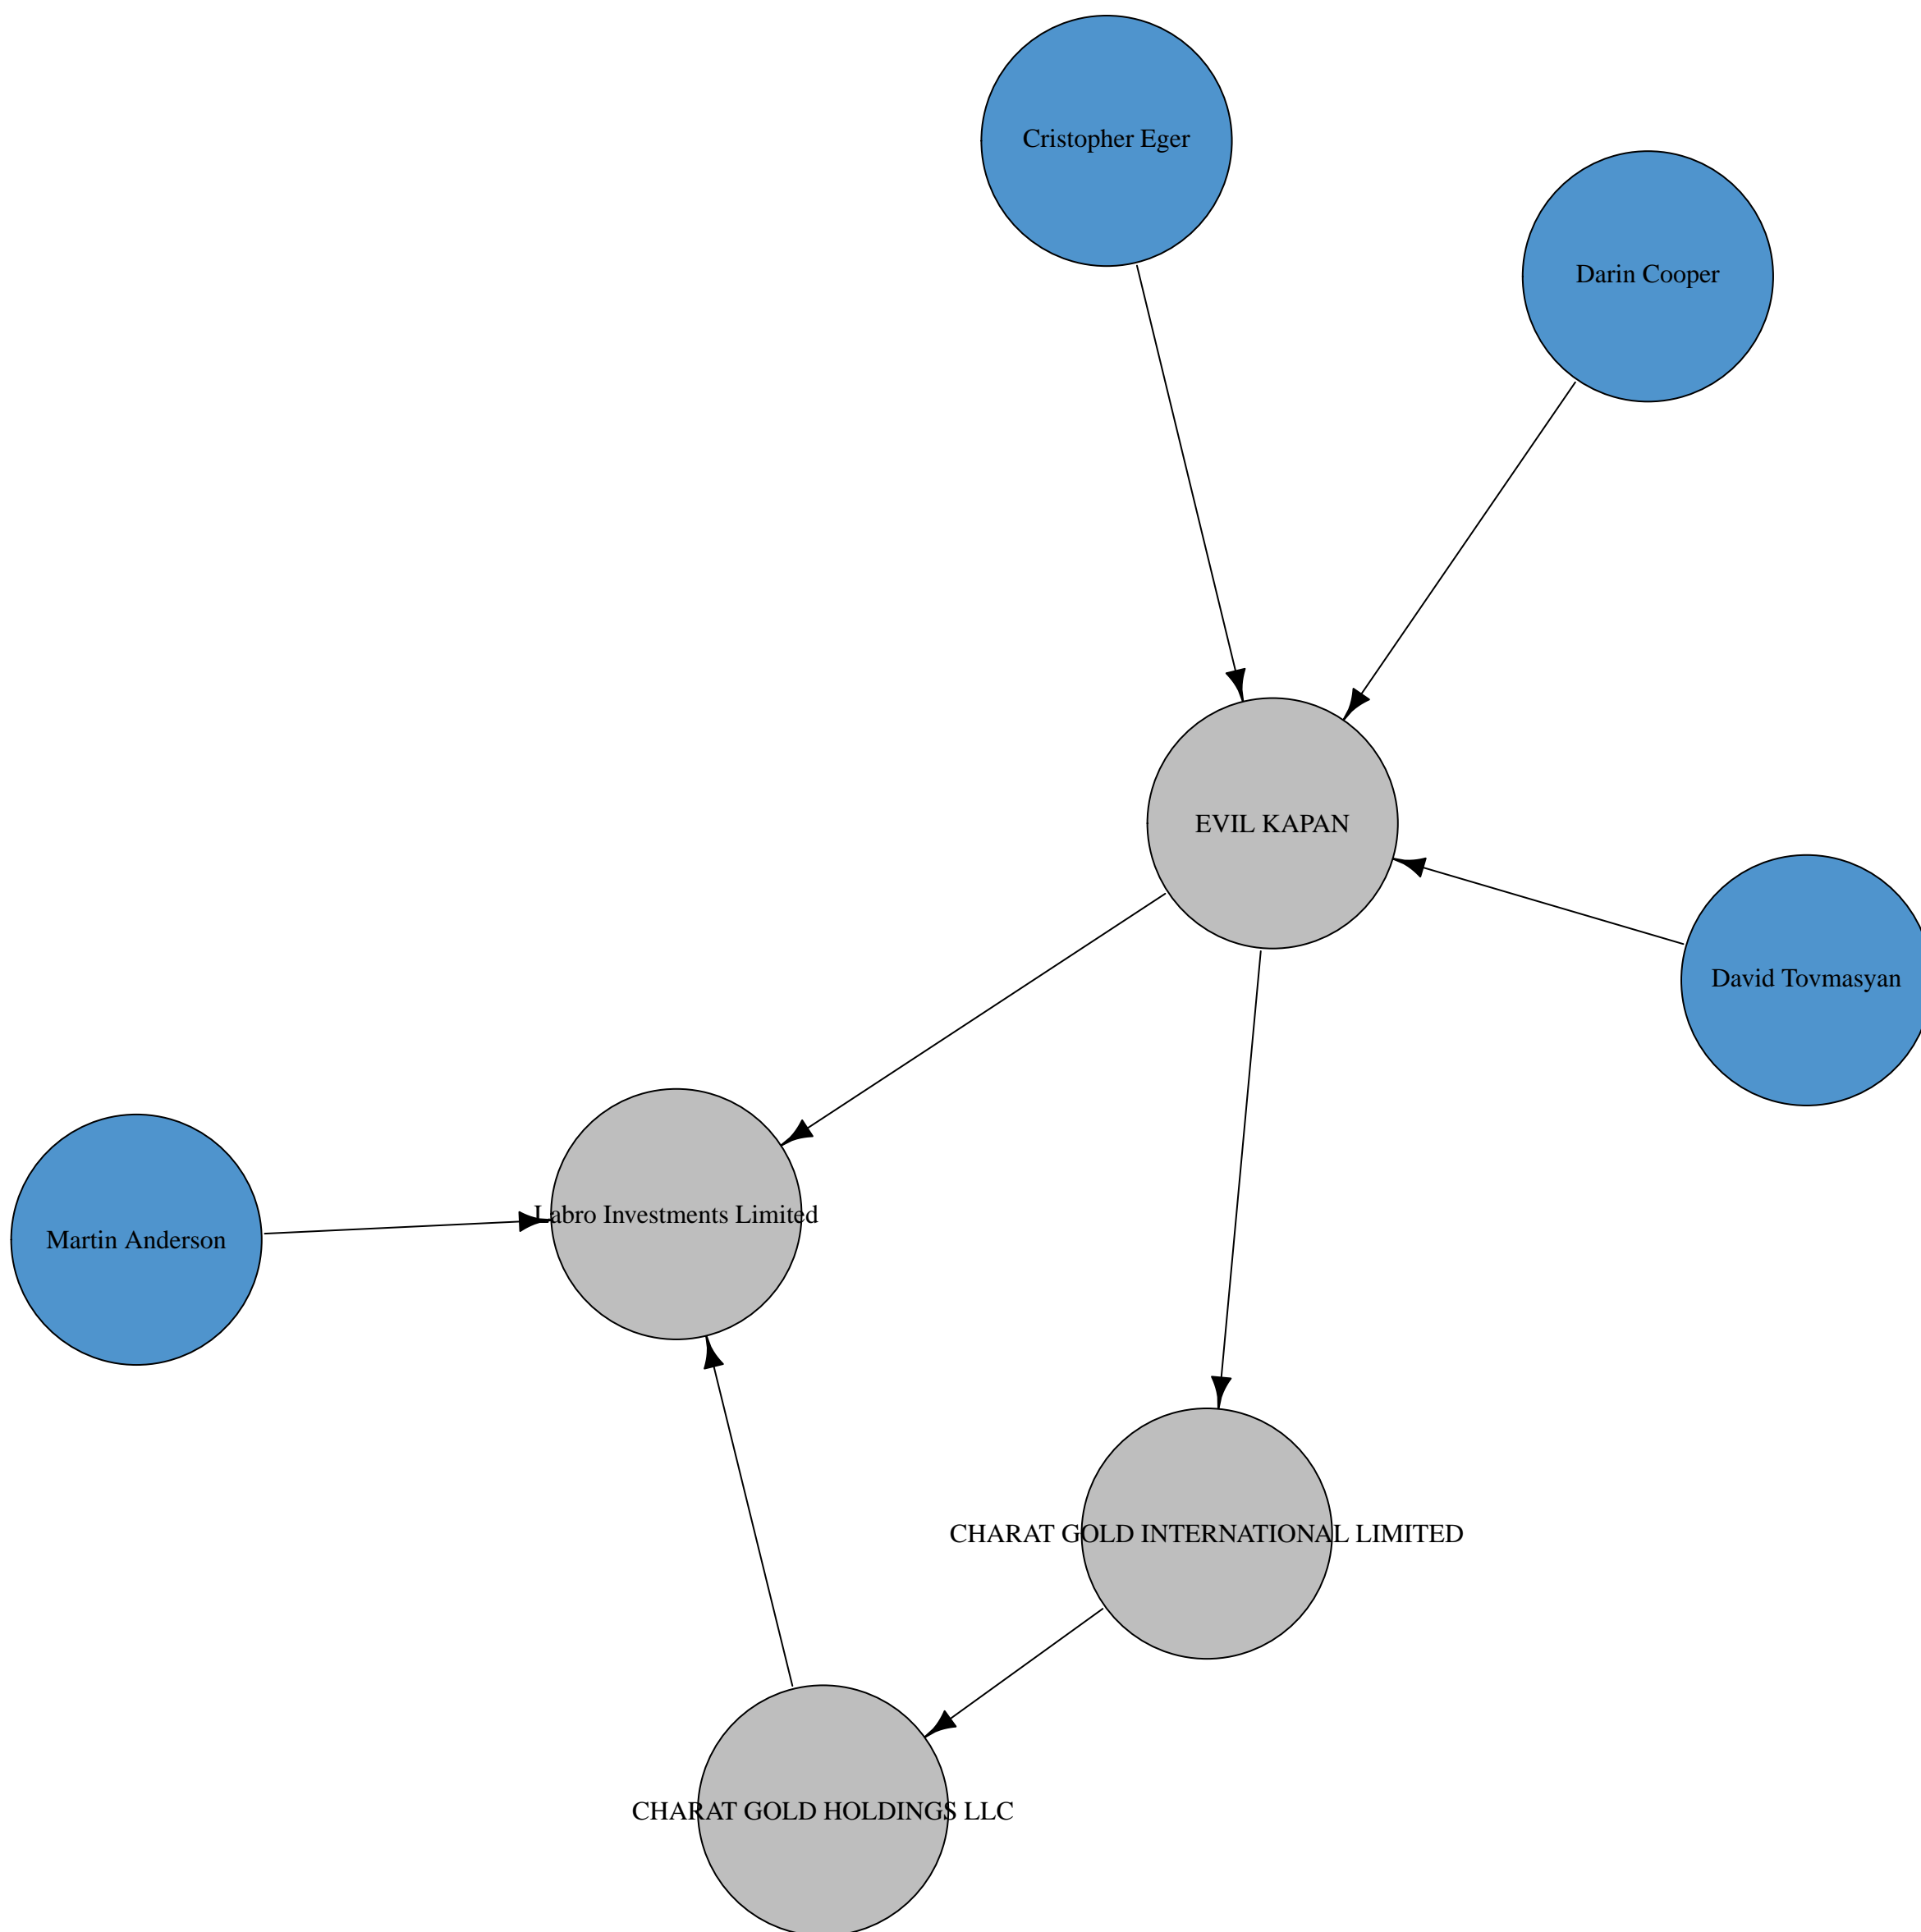 Cristopher Eger
Darin Cooper
EVIL KAPAN
David Tovmasyan
Labro Investments Limited
Martin Anderson
CHARAT GOLD INTERNATIONAL LIMITED
CHARAT GOLD HOLDINGS LLC